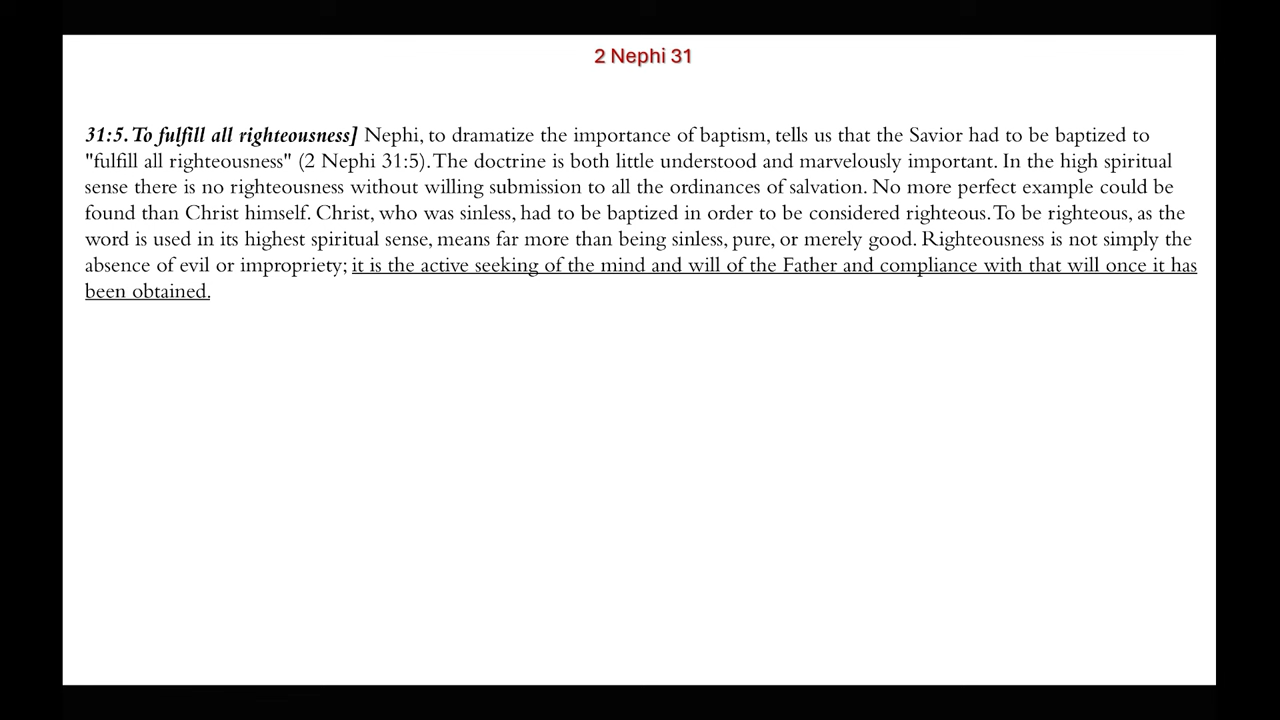 2 Nephi 31
31:5. To fulfill all righteousness] Nephi, to dramatize the importance of baptism, tells us that the Savior had to be baptized to
"fulfill all righteousness" (2 Nephi 31:5). The doctrine is both little understood and marvelously important. In the high spiritual
sense there is no righteousness without willing submission to all the ordinances of salvation. No more perfect example could be
found than Christ himself. Christ, who was sinless, had to be baptized in order to be considered righteous. To be righteous, as the
word is used in its highest spiritual sense, means far more than being sinless, pure, or merely good. Righteousness is not simply the
absence of evil or impropriety; it is the active seeking of the mind and will of the Father and compliance with that will once it has
been obtained.